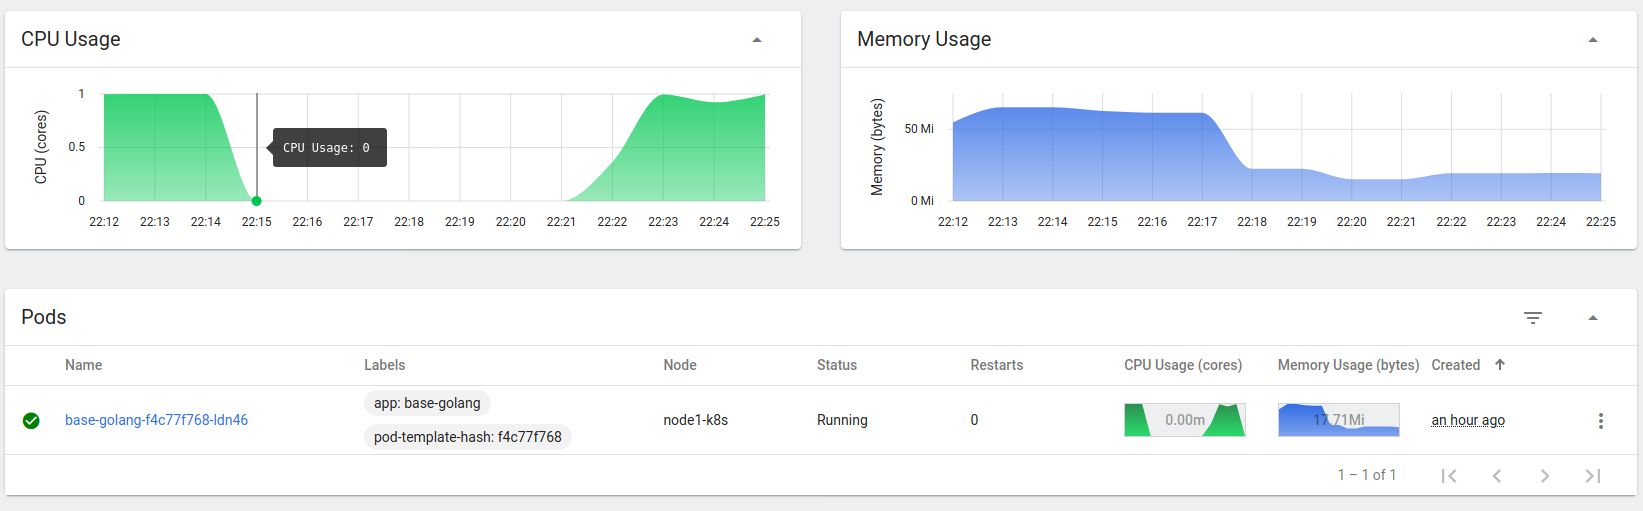 CPU Usage
Memory Usage
CPU (cores)
1
0.5
0
CPU Usage: 0
22:12 22:13 22:14 22:15 22:16 22:17 22:18 22:19 22:20 22:21 22:22 22:23 22:24 22:25
Memory (bytes)
50 Mi
0 Mi
22:12 22:13 22:14 22:15 22:16 22:17 22:18 22:19 22:20 22:21 22:22 22:23 22:24 22:25
Pods
Name Labels Node Status Restarts CPU Usage (cores) Memory Usage (bytes) Created
app: base-golang
base-golang-f4c77f768-ldn46 node1-k8s Running 0 0.00m 17.71Mi an hour ago
pod-template-hash: f4c77f768
1 – 1 of 1